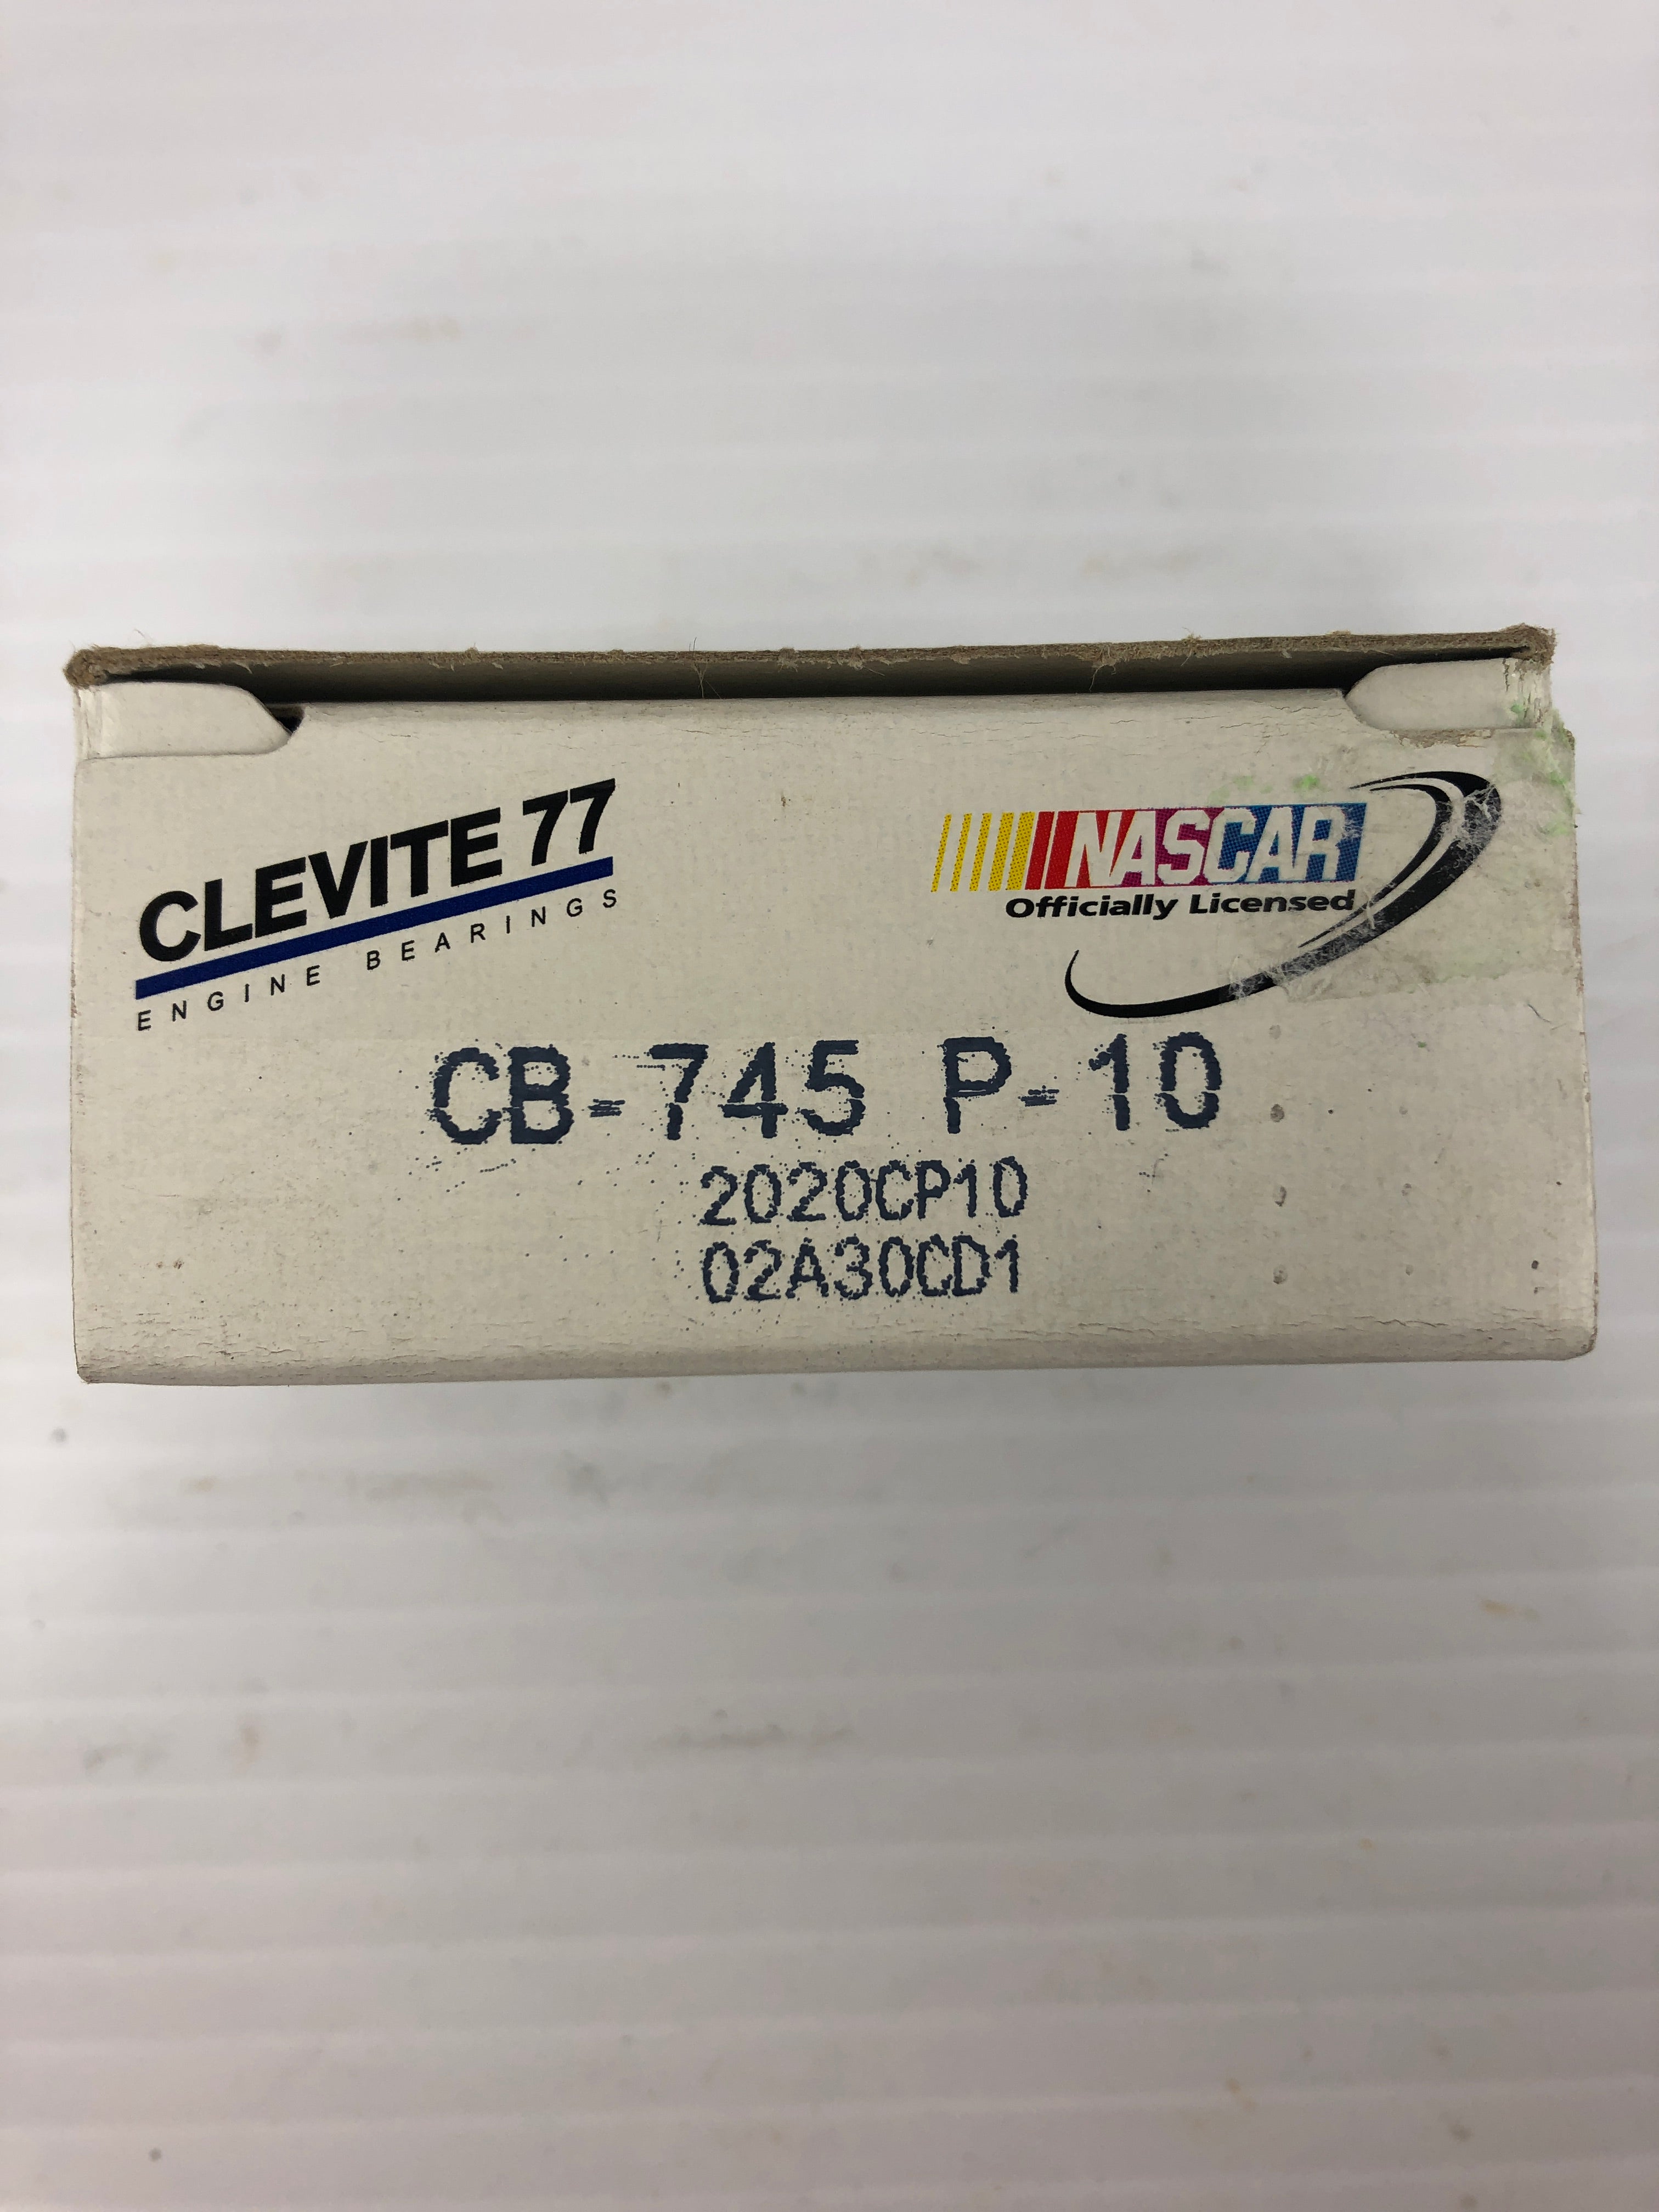 CLEVITE 77
ENGINE BEARINGS
NASCAR
Officially Licensed
CB-745 P-10
2020CP10
02A30CD1